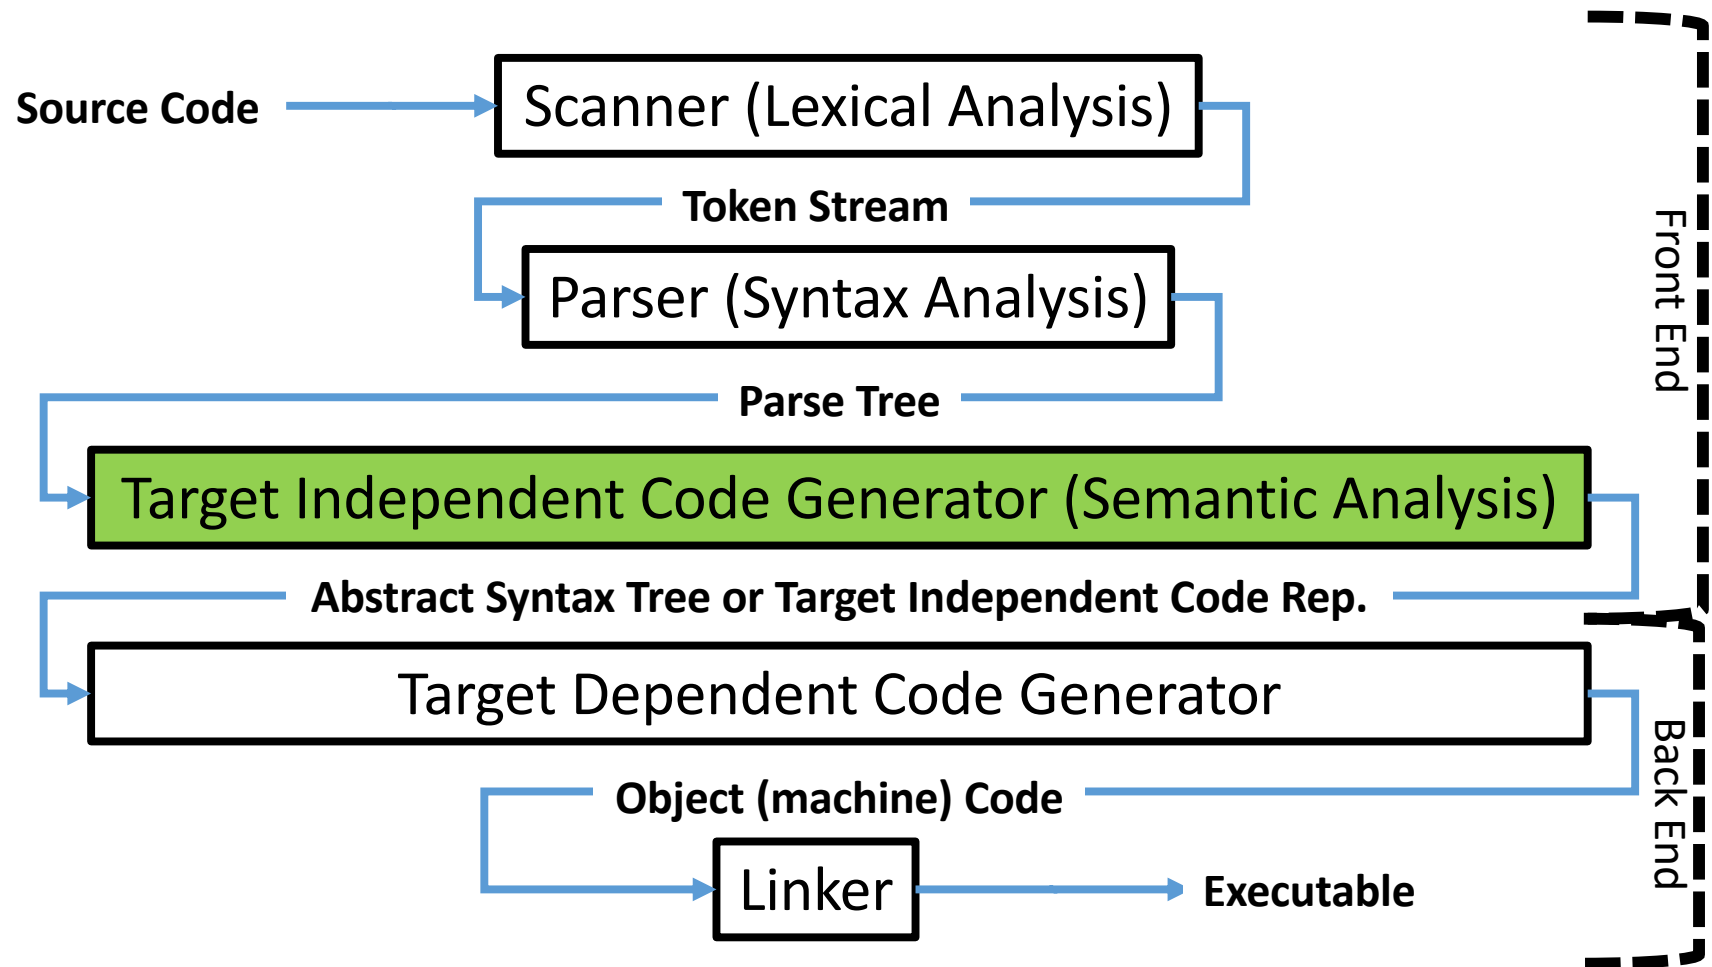 Source Code
Scanner (Lexical Analysis)
Token Stream
Parser (Syntax Analysis)
Parse Tree
Target Independent Code Generator (Semantic Analysis)
Abstract Syntax Tree or Target Independent Code Rep.
Target Dependent Code Generator
Object (machine) Code
Linker
Executable
Front End
Back End